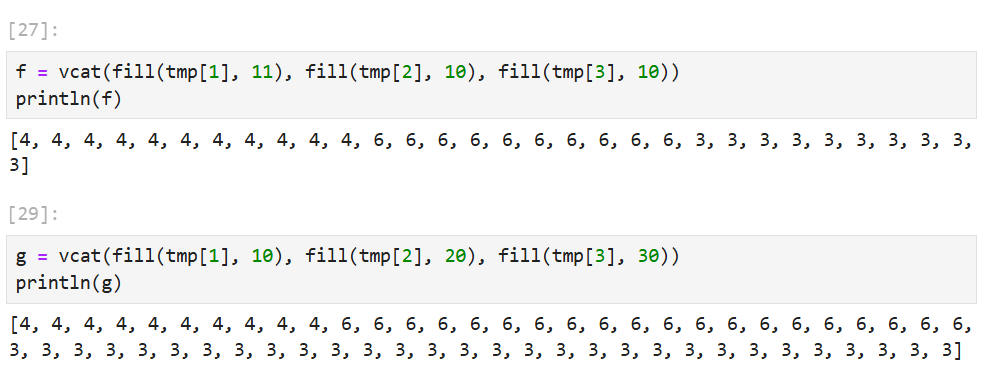 [27]:
f = vcat(fill(tmp[1], 11), fill(tmp[2], 10), fill(tmp[3], 10))
println(f)
[4, 4, 4, 4, 4, 4, 4, 4, 4, 4, 4, 6, 6, 6, 6, 6, 6, 6, 6, 6, 6, 3, 3, 3, 3, 3, 3, 3, 3, 3,
3]
[29]:
g = vcat(fill(tmp[1], 10), fill(tmp[2], 20), fill(tmp[3], 30))
println(g)
[4, 4, 4, 4, 4, 4, 4, 4, 4, 4, 6, 6, 6, 6, 6, 6, 6, 6, 6, 6, 6, 6, 6, 6, 6, 6, 6, 6, 6, 6,
3, 3, 3, 3, 3, 3, 3, 3, 3, 3, 3, 3, 3, 3, 3, 3, 3, 3, 3, 3, 3, 3, 3, 3, 3, 3, 3, 3, 3, 3]